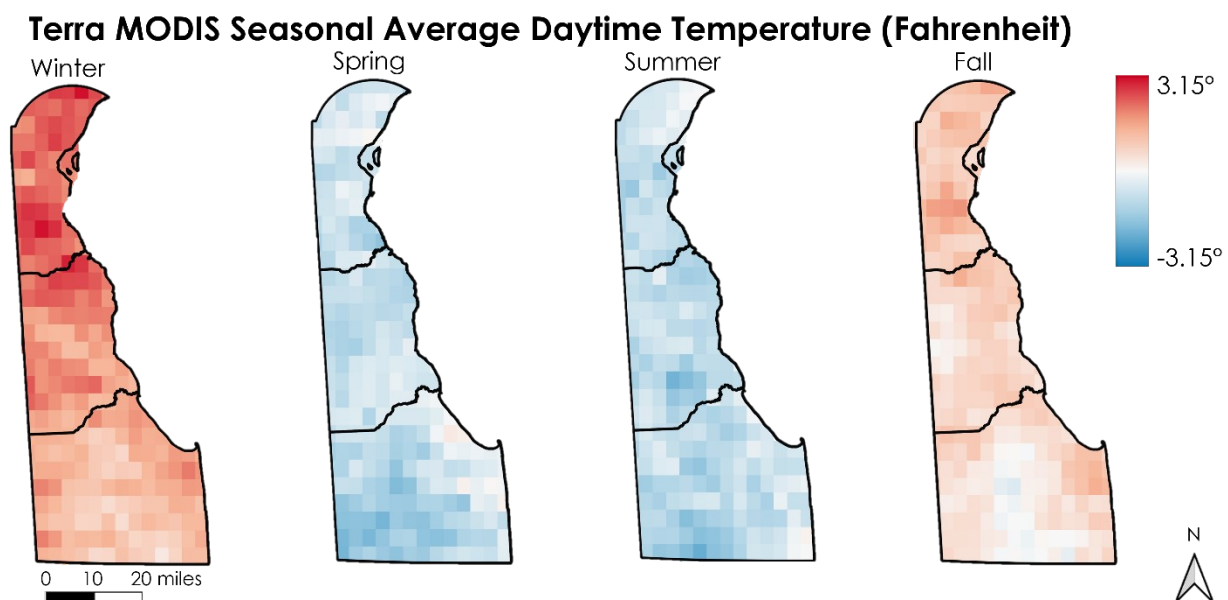 Terra MODIS Seasonal Average Daytime Temperature (Fahrenheit)
Winter
Spring
Summer
Fall
3.15°
-3.15°
N
0 10 20 miles